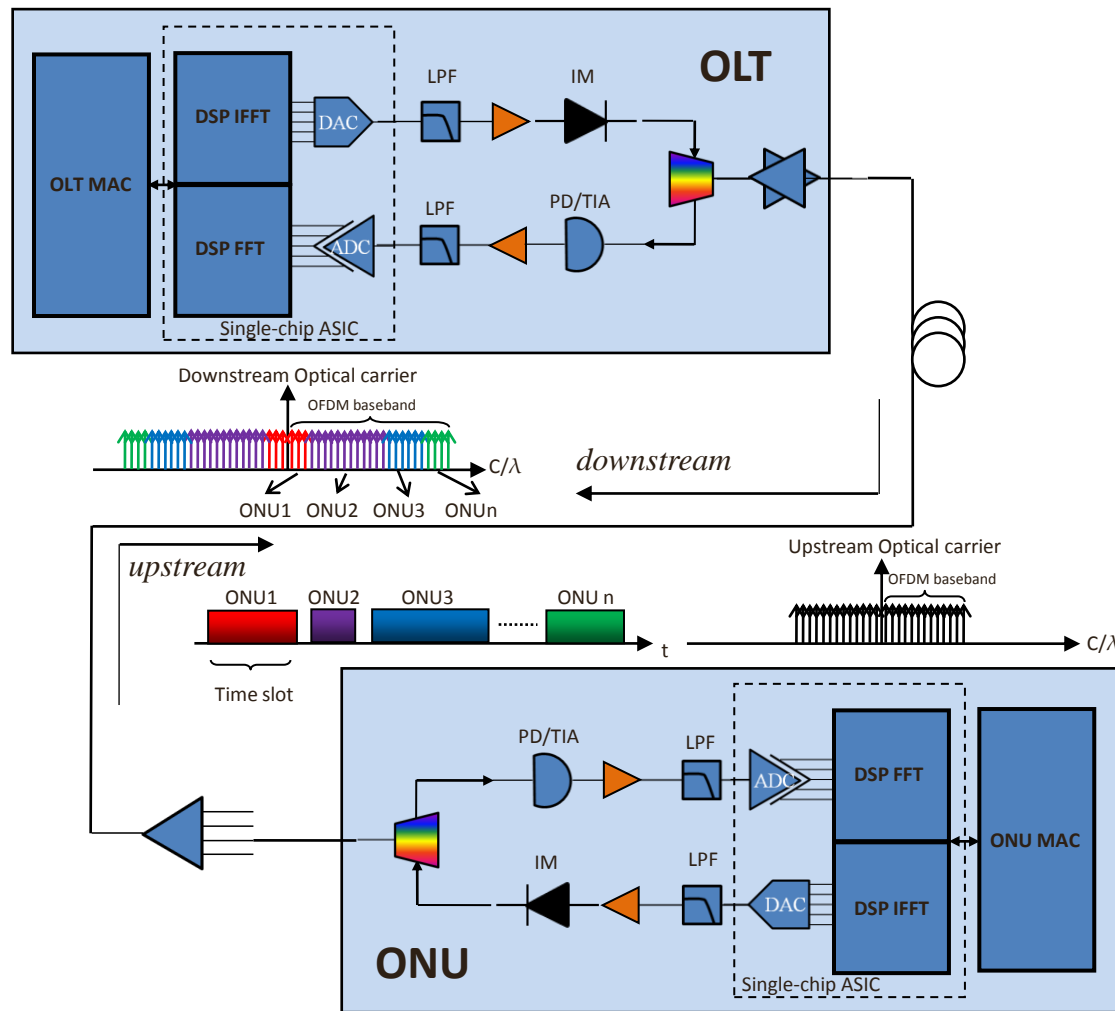 OLT
LPF
IM
DSP IFFT
DAC
OLT MAC
PD/TIA
LPF
DSP FFT
ADC
Single-chip ASIC
Downstream Optical carrier
OFDM baseband
C/λ
downstream
ONU1 ONU2 ONU3 ONUn
upstream
Upstream Optical carrier
OFDM baseband
ONU1 ONU2 ONU3 ONU n
t
C/λ
Time slot
PD/TIA
LPF
ADC
DSP FFT
ONU MAC
IM
LPF
DAC
DSP IFFT
ONU
Single-chip ASIC